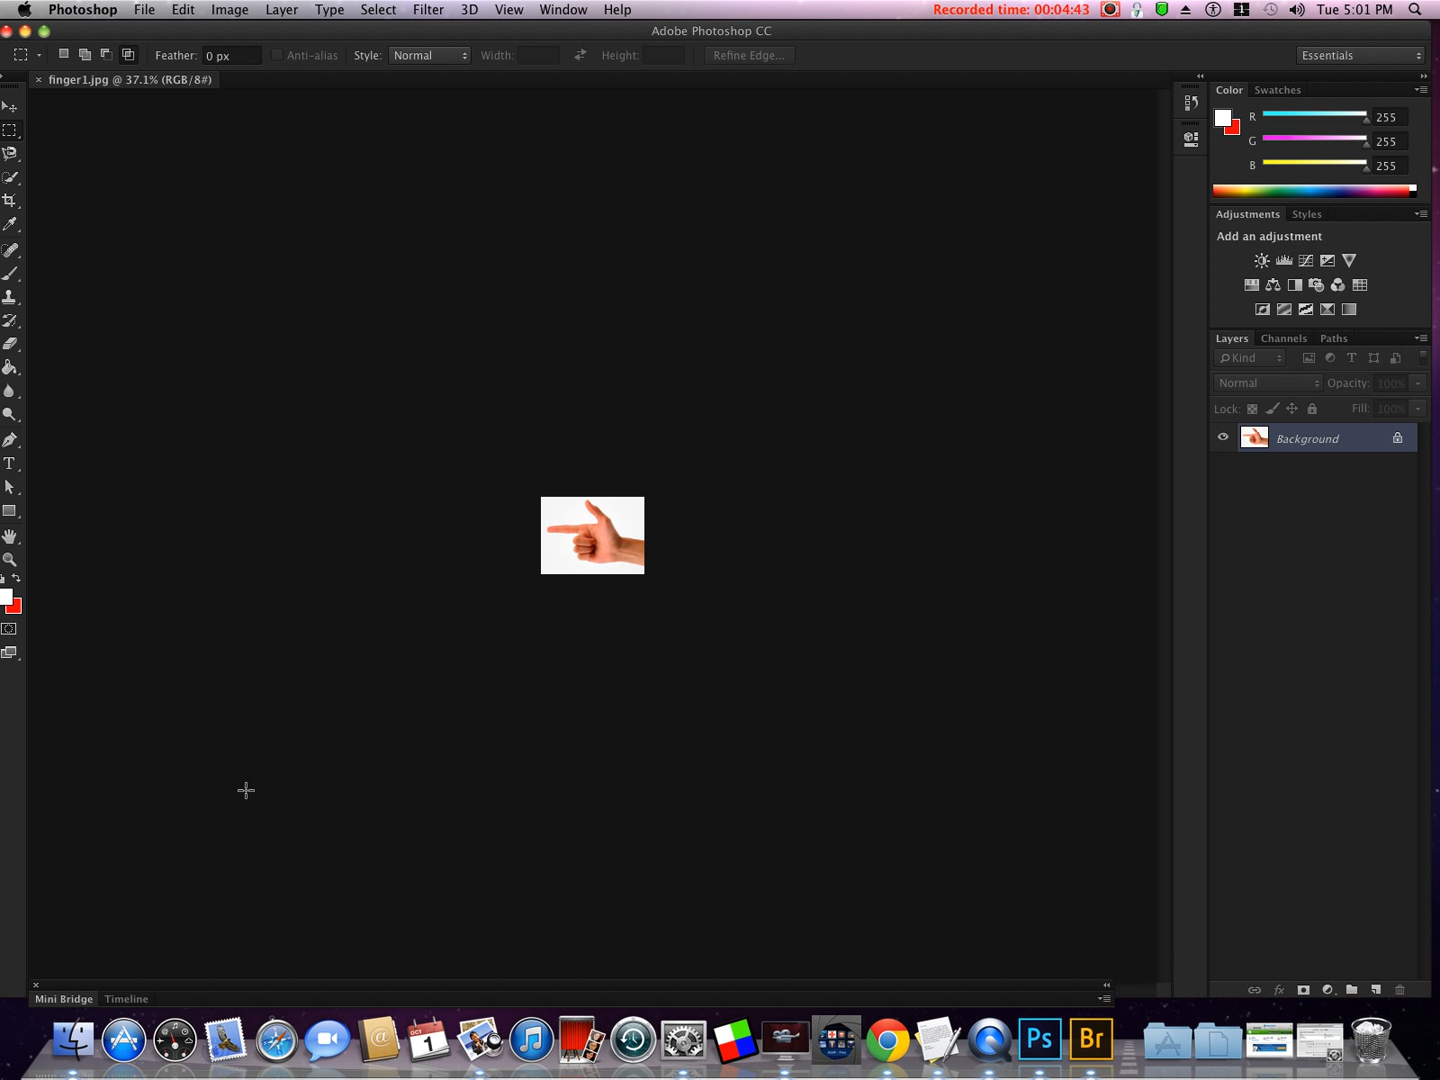 Photoshop File Edit Image Layer Type Select Filter 3D View Window Help Recorded time: 00:04:43 1 Tue 5:01 PM
Adobe Photoshop CC
Feather: 0 px Anti-alias Style: Normal Width: Height: Refine Edge... Essentials
× finger1.jpg @ 37.1% (RGB/8#)
Color Swatches
R 255
G 255
B 255
Adjustments Styles
Add an adjustment
Layers Channels Paths
Kind
Normal Opacity: 100%
Lock: Fill: 100%
Background
Mini Bridge Timeline
OCT
1
Ps Br